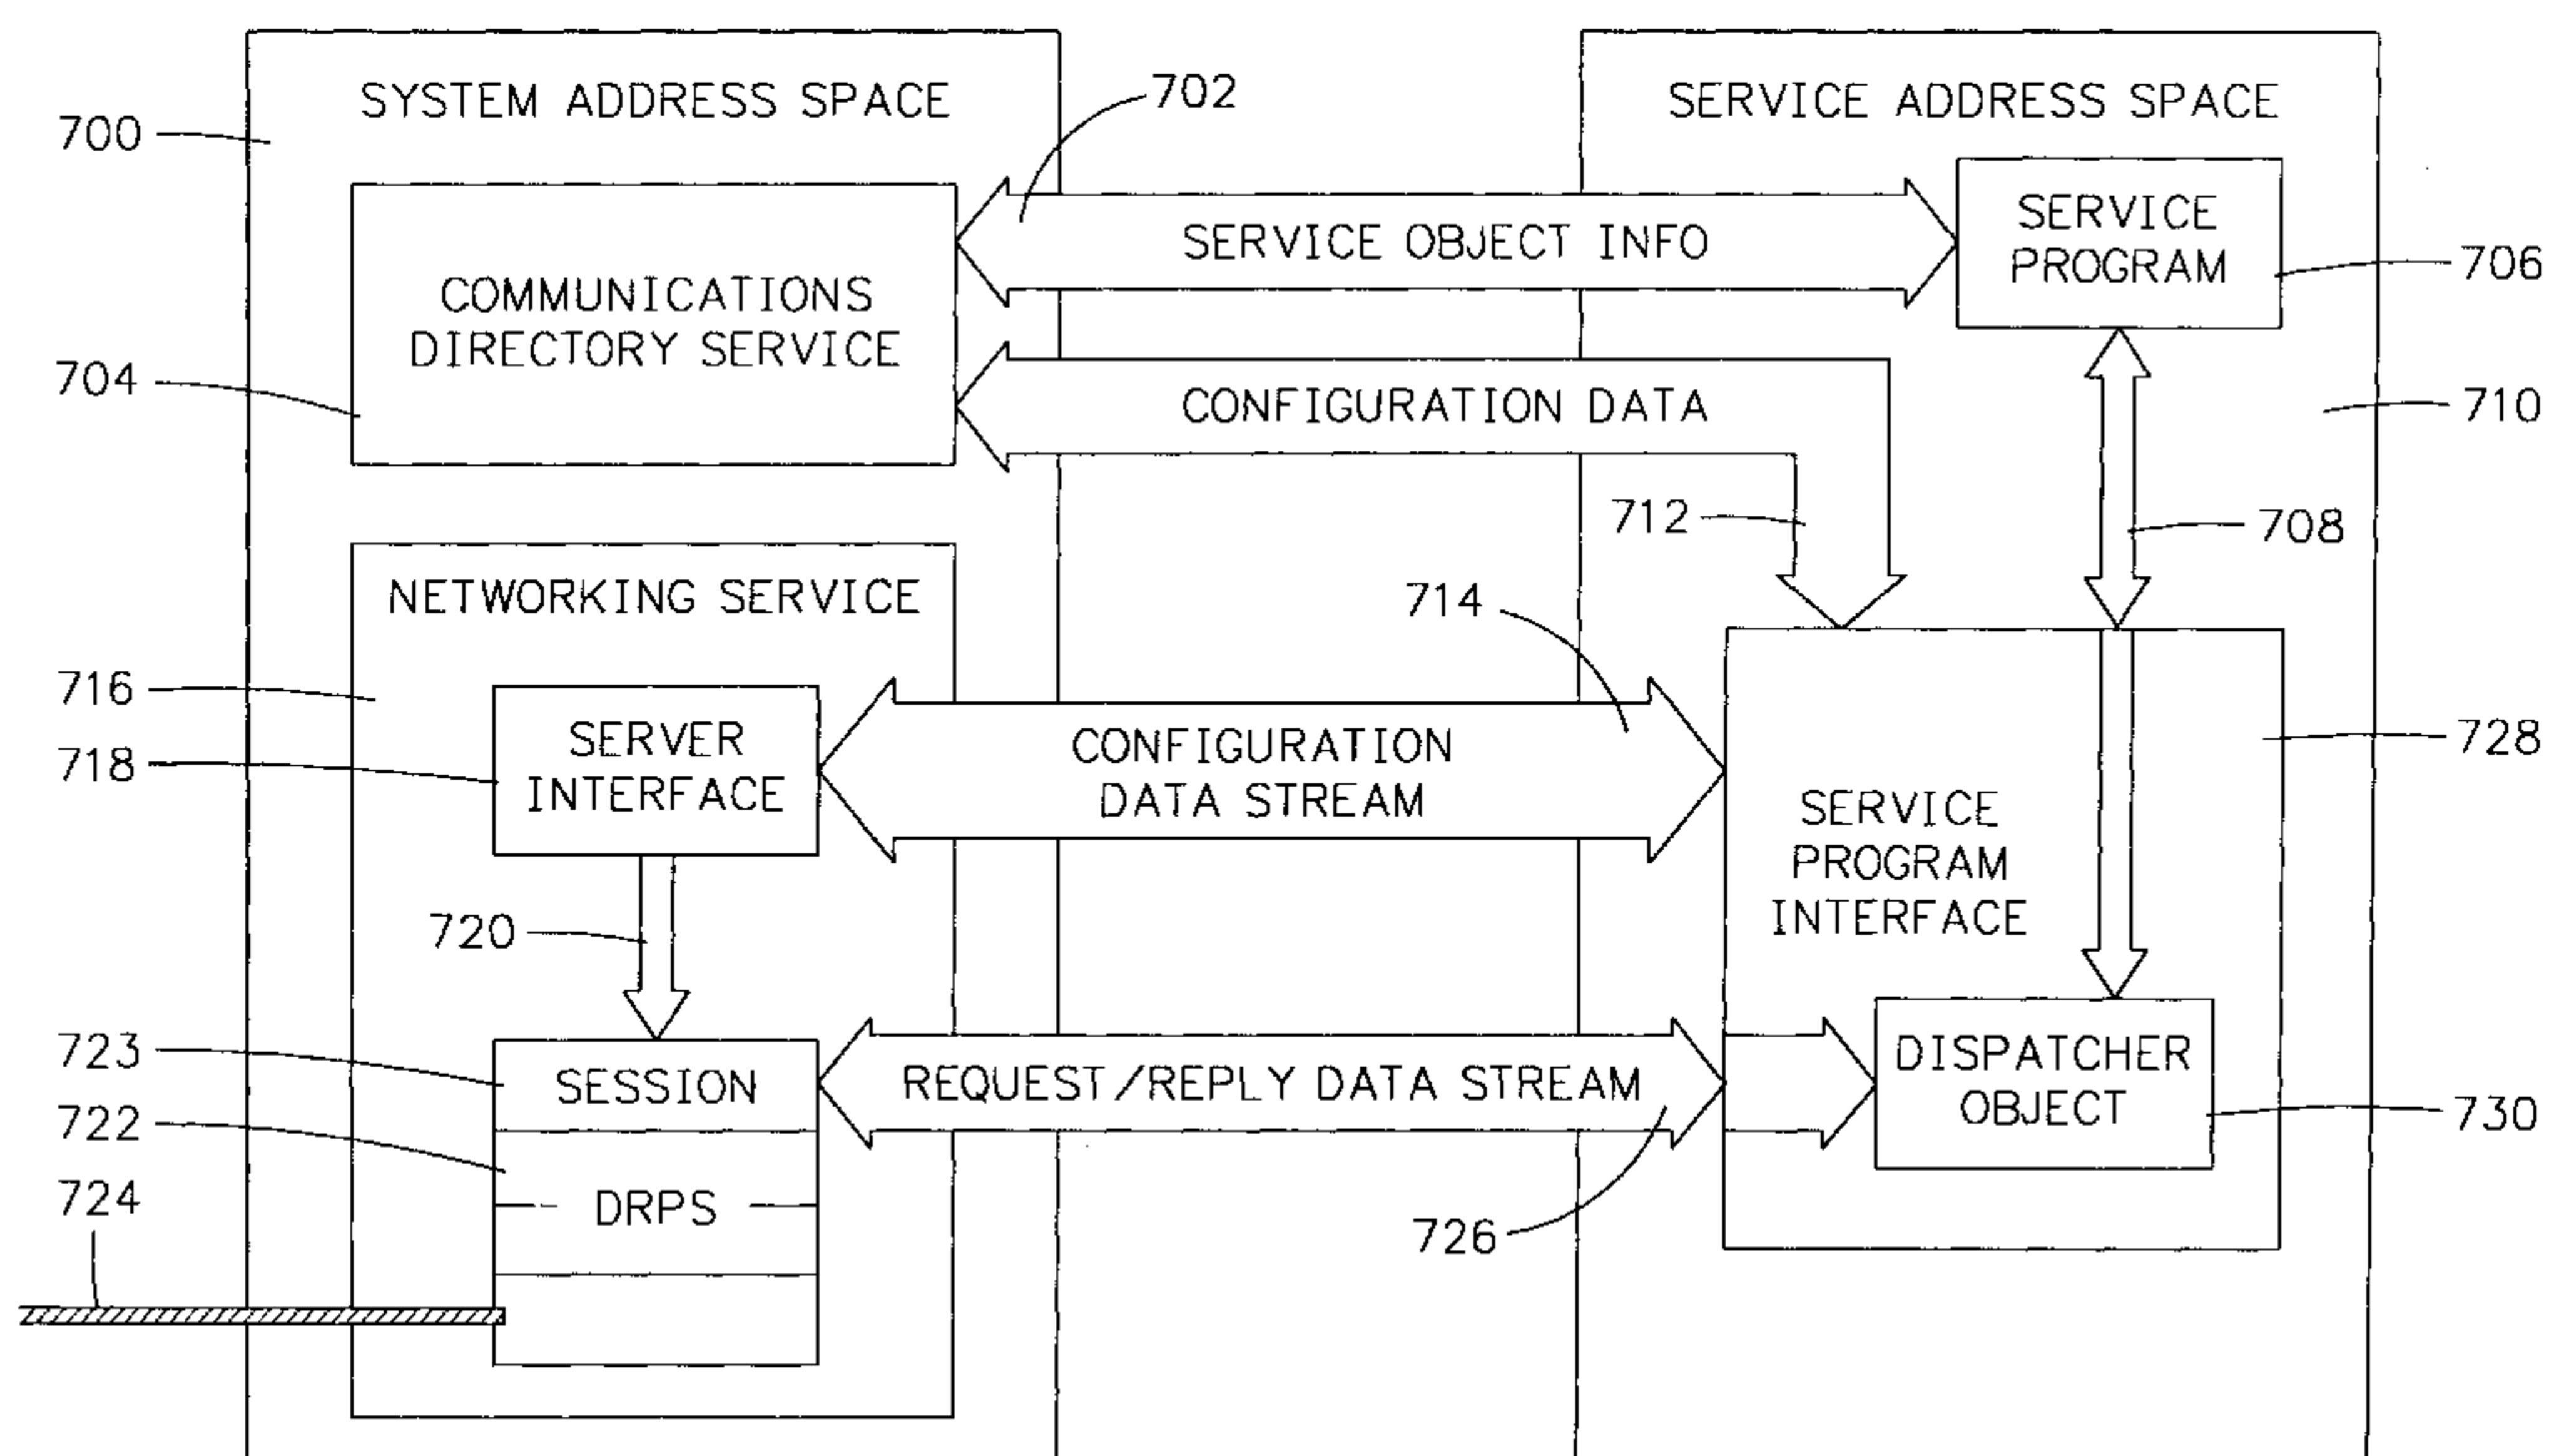 SYSTEM ADDRESS SPACE
SERVICE ADDRESS SPACE
700
702
COMMUNICATIONS
DIRECTORY SERVICE
704
SERVICE OBJECT INFO
SERVICE
PROGRAM
706
CONFIGURATION DATA
710
712
708
NETWORKING SERVICE
714
716
718
SERVER
INTERFACE
CONFIGURATION
DATA STREAM
728
SERVICE
PROGRAM
INTERFACE
720
723
SESSION
REQUEST/REPLY DATA STREAM
DISPATCHER
OBJECT
730
722
724
DRPS
726